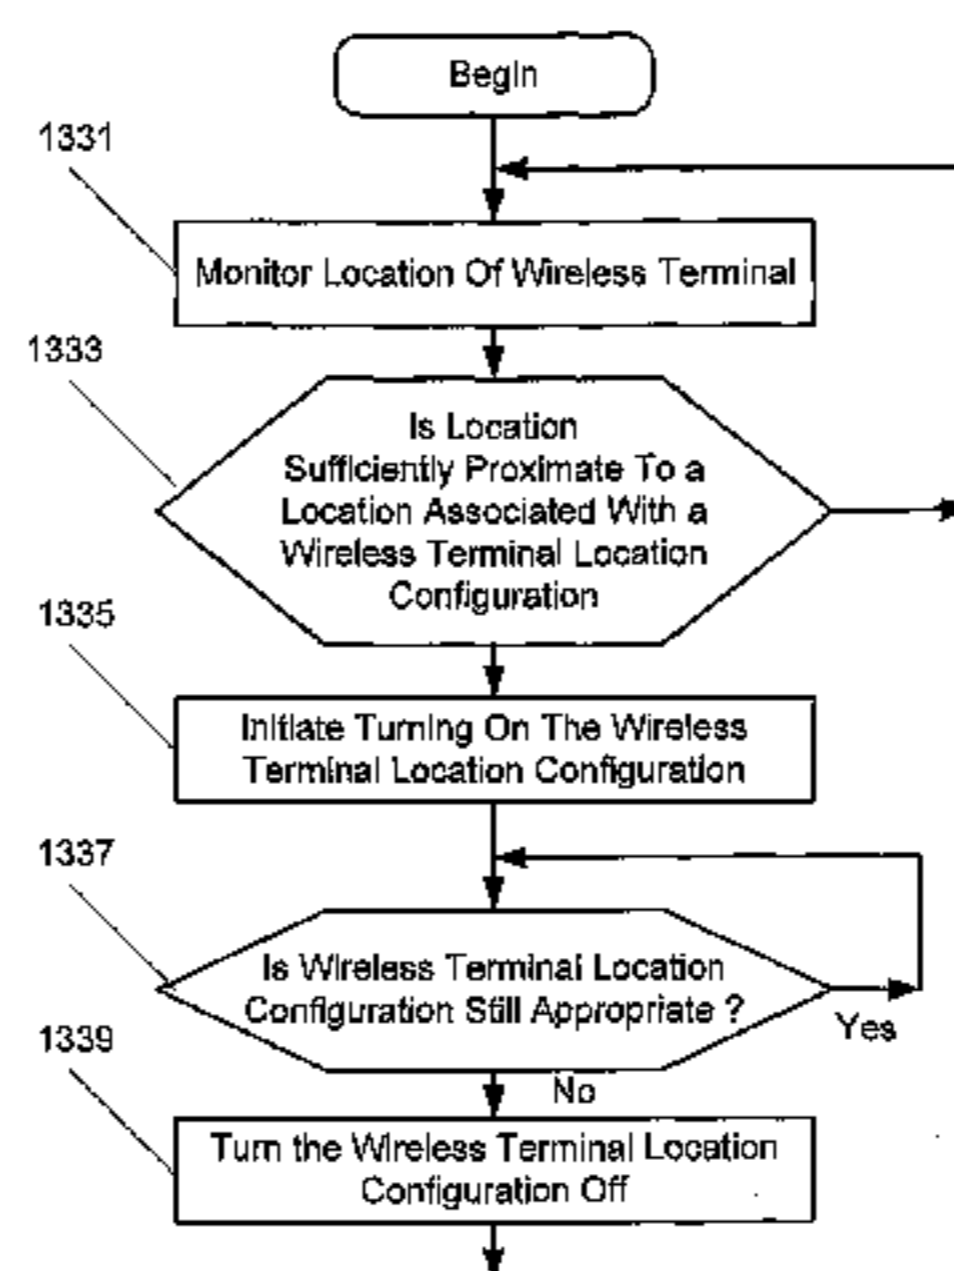 Begin
1331
Monitor Location Of Wireless Terminal
1333
Is Location
Sufficiently Proximate To a
Location Associated With a
Wireless Terminal Location
Configuration
1335
Initiate Turning On The Wireless
Terminal Location Configuration
1337
Is Wireless Terminal Location
Configuration Still Appropriate ?
Yes
1339
No
Turn the Wireless Terminal Location
Configuration Off